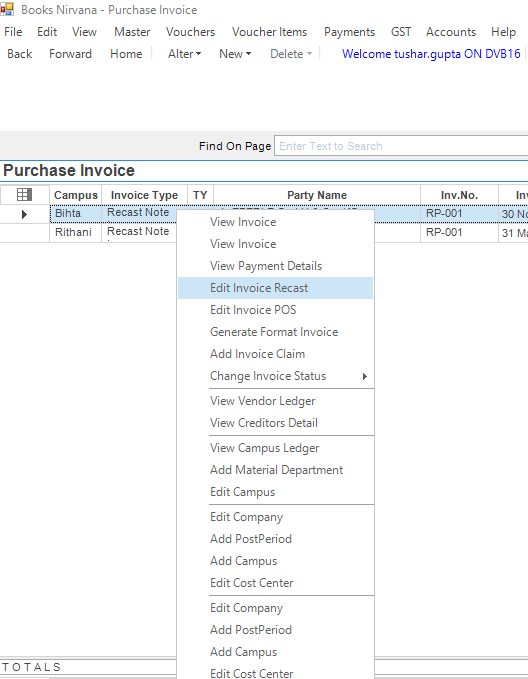 Books Nirvana - Purchase Invoice
File Edit View Master Vouchers Voucher Items Payments GST Accounts Help
Back Forward Home Alter New Delete Welcome tushar.gupta ON DVB16
Find On Page Enter Text to Search
Purchase Invoice
Campus Invoice Type TY Party Name Inv.No.
Bihta Recast Note RP-001 30
Rithani Recast Note RP-001 31
View Invoice
View Invoice
View Payment Details
Edit Invoice Recast
Edit Invoice POS
Generate Format Invoice
Add Invoice Claim
Change Invoice Status
View Vendor Ledger
View Creditors Detail
View Campus Ledger
Add Material Department
Edit Campus
Edit Company
Add PostPeriod
Add Campus
Edit Cost Center
Edit Company
Add PostPeriod
Add Campus
Edit Cost Center
TOTALS